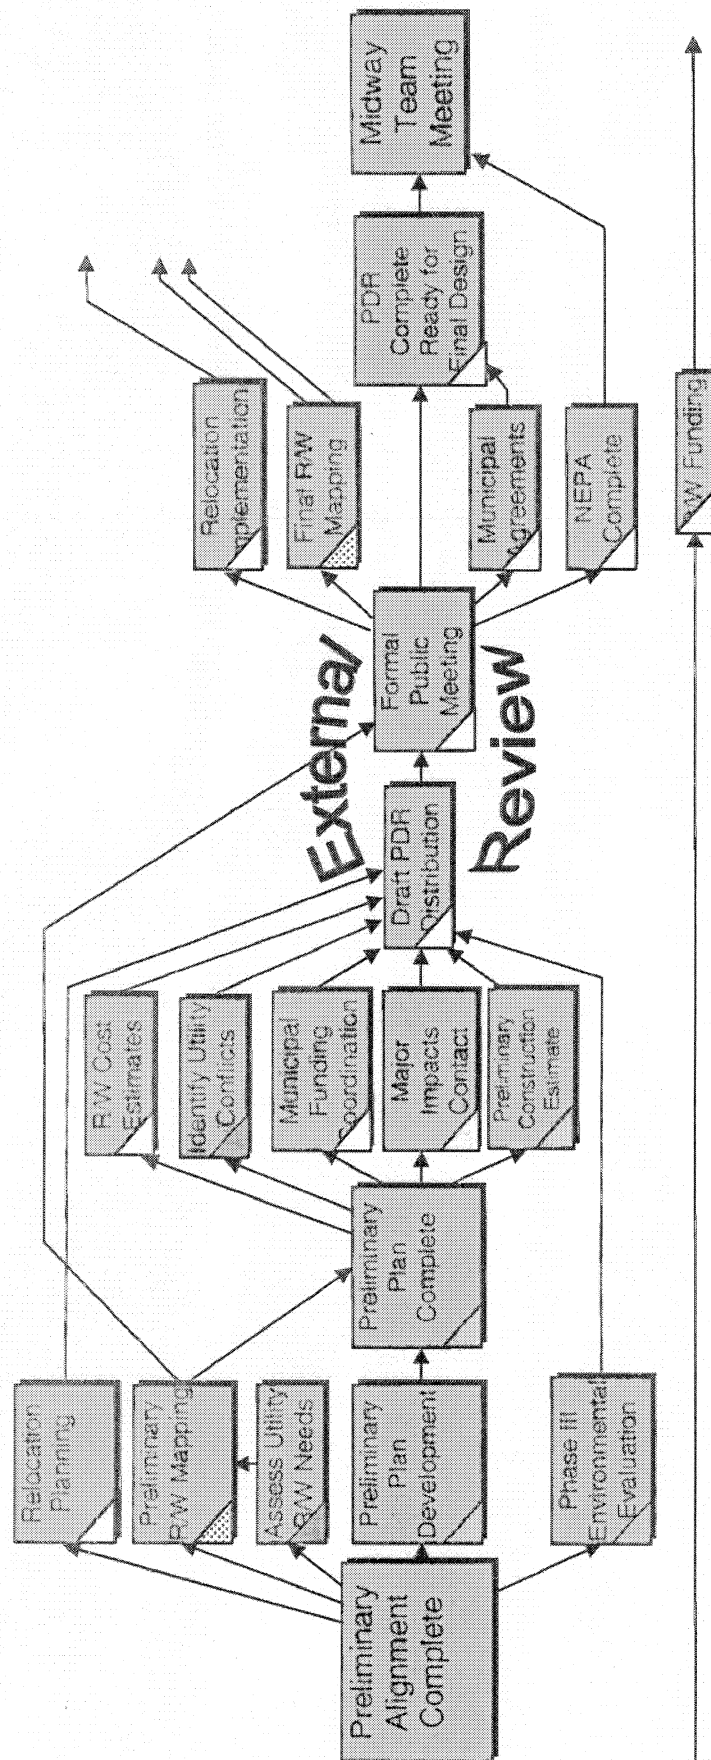 Preliminary
Alignment
Complete
Relocation
Planning
Preliminary
R/W Mapping
Assess Utility
R/W Needs
Preliminary
Plan
Development
Phase III
Environmental
Evaluation
Preliminary
Plan
Complete
R/W Cost
Estimates
Identify Utility
Conflicts
Municipal
Funding
Coordination
Major
Impacts
Contact
Preliminary
Construction
Estimate
Draft PDR
Distribution
External
Review
Formal
Public
Meeting
Relocation
Implementation
Final R/W
Mapping
Municipal
Agreements
NEPA
Complete
PDR
Complete
Ready for
Final Design
Midway
Team
Meeting
R/W Funding